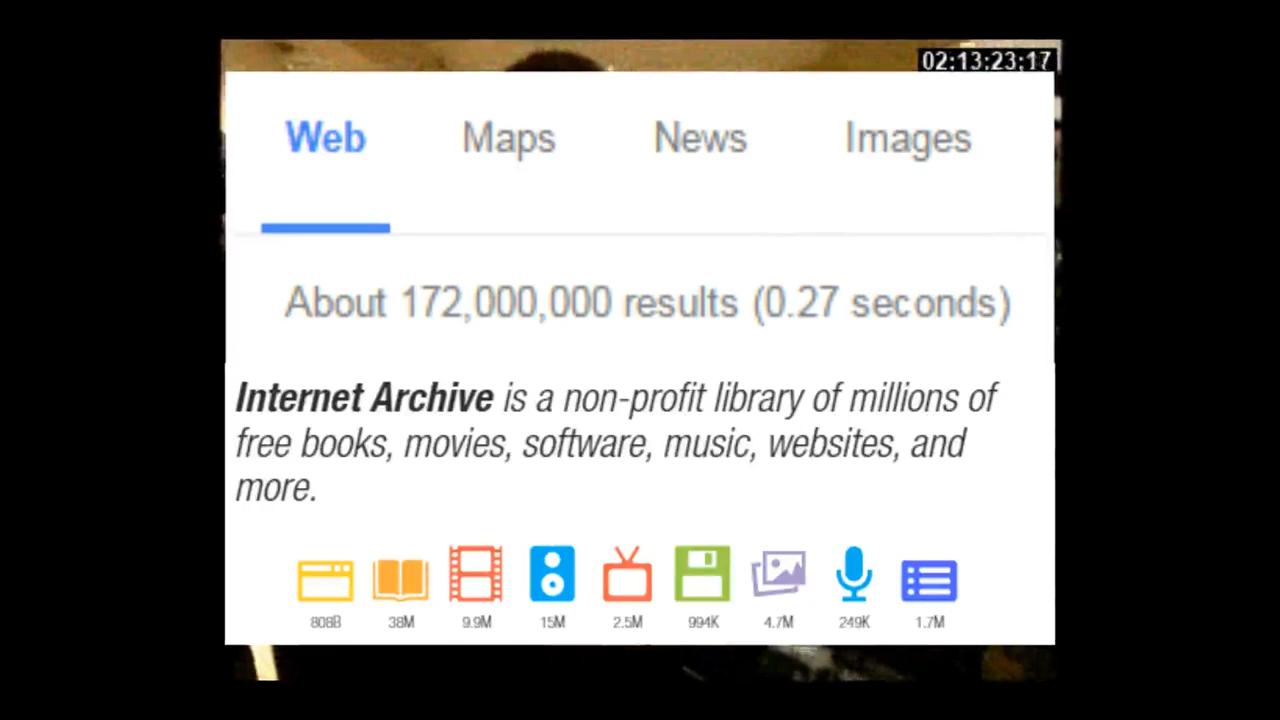 02:13:23;17
Web Maps News Images
About 172,000,000 results (0.27 seconds)
Internet Archive is a non-profit library of millions of
free books, movies, software, music, websites, and
more.
808B 38M 9.9M 15M 2.5M 994K 4.7M 249K 1.7M